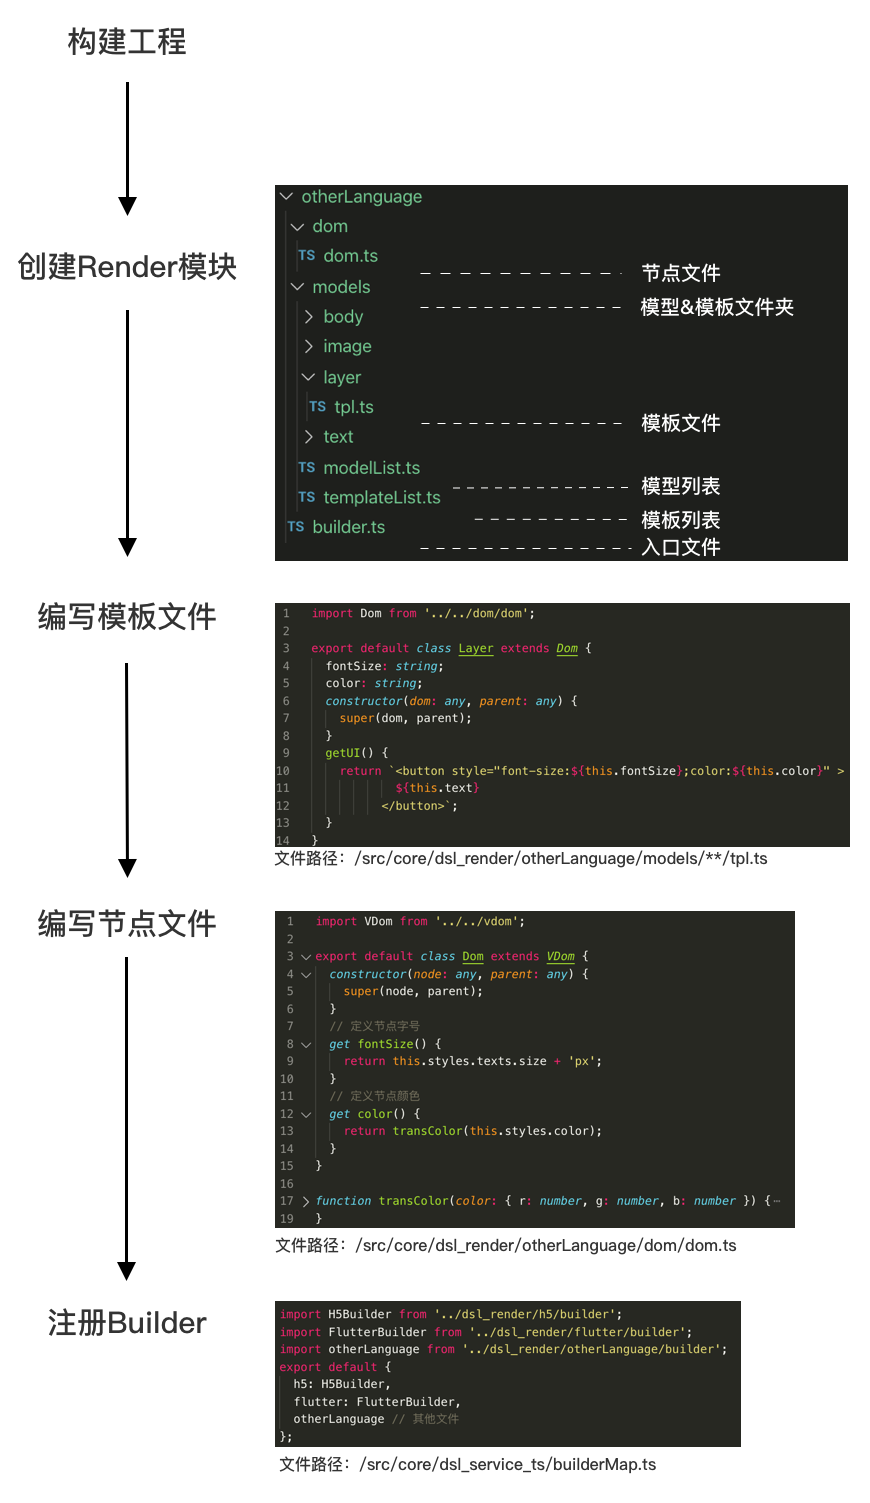 构建工程
创建Render模块
otherLanguage
dom
TS dom.ts
节点文件
models
模型&模板文件夹
body
image
layer
TS tpl.ts
模板文件
text
TS modelList.ts
模型列表
TS templateList.ts
模板列表
TS builder.ts
入口文件
编写模板文件
1 import Dom from '../../dom/dom';
2
3 export default class Layer extends Dom {
4 fontSize: string;
5 color: string;
6 constructor(dom: any, parent: any) {
7 super(dom, parent);
8 }
9 getUI() {
10 return `<button style="font-size:${this.fontSize};color:${this.color}" >
11 ${this.text}
12 </button>`;
13 }
14 }
文件路径：/src/core/dsl_render/otherLanguage/models/**/tpl.ts
编写节点文件
1 import VDom from '../../vdom';
2
3 export default class Dom extends VDom {
4 constructor(node: any, parent: any) {
5 super(node, parent);
6 }
7 // 定义节点字号
8 get fontSize() {
9 return this.styles.texts.size + 'px';
10 }
11 // 定义节点颜色
12 get color() {
13 return transColor(this.styles.color);
14 }
15 }
16
17 function transColor(color: { r: number, g: number, b: number }) {⋯
19 }
文件路径：/src/core/dsl_render/otherLanguage/dom/dom.ts
注册Builder
import H5Builder from '../dsl_render/h5/builder';
import FlutterBuilder from '../dsl_render/flutter/builder';
import otherLanguage from '../dsl_render/otherLanguage/builder';
export default {
h5: H5Builder,
flutter: FlutterBuilder,
otherLanguage // 其他文件
};
文件路径：/src/core/dsl_service_ts/builderMap.ts